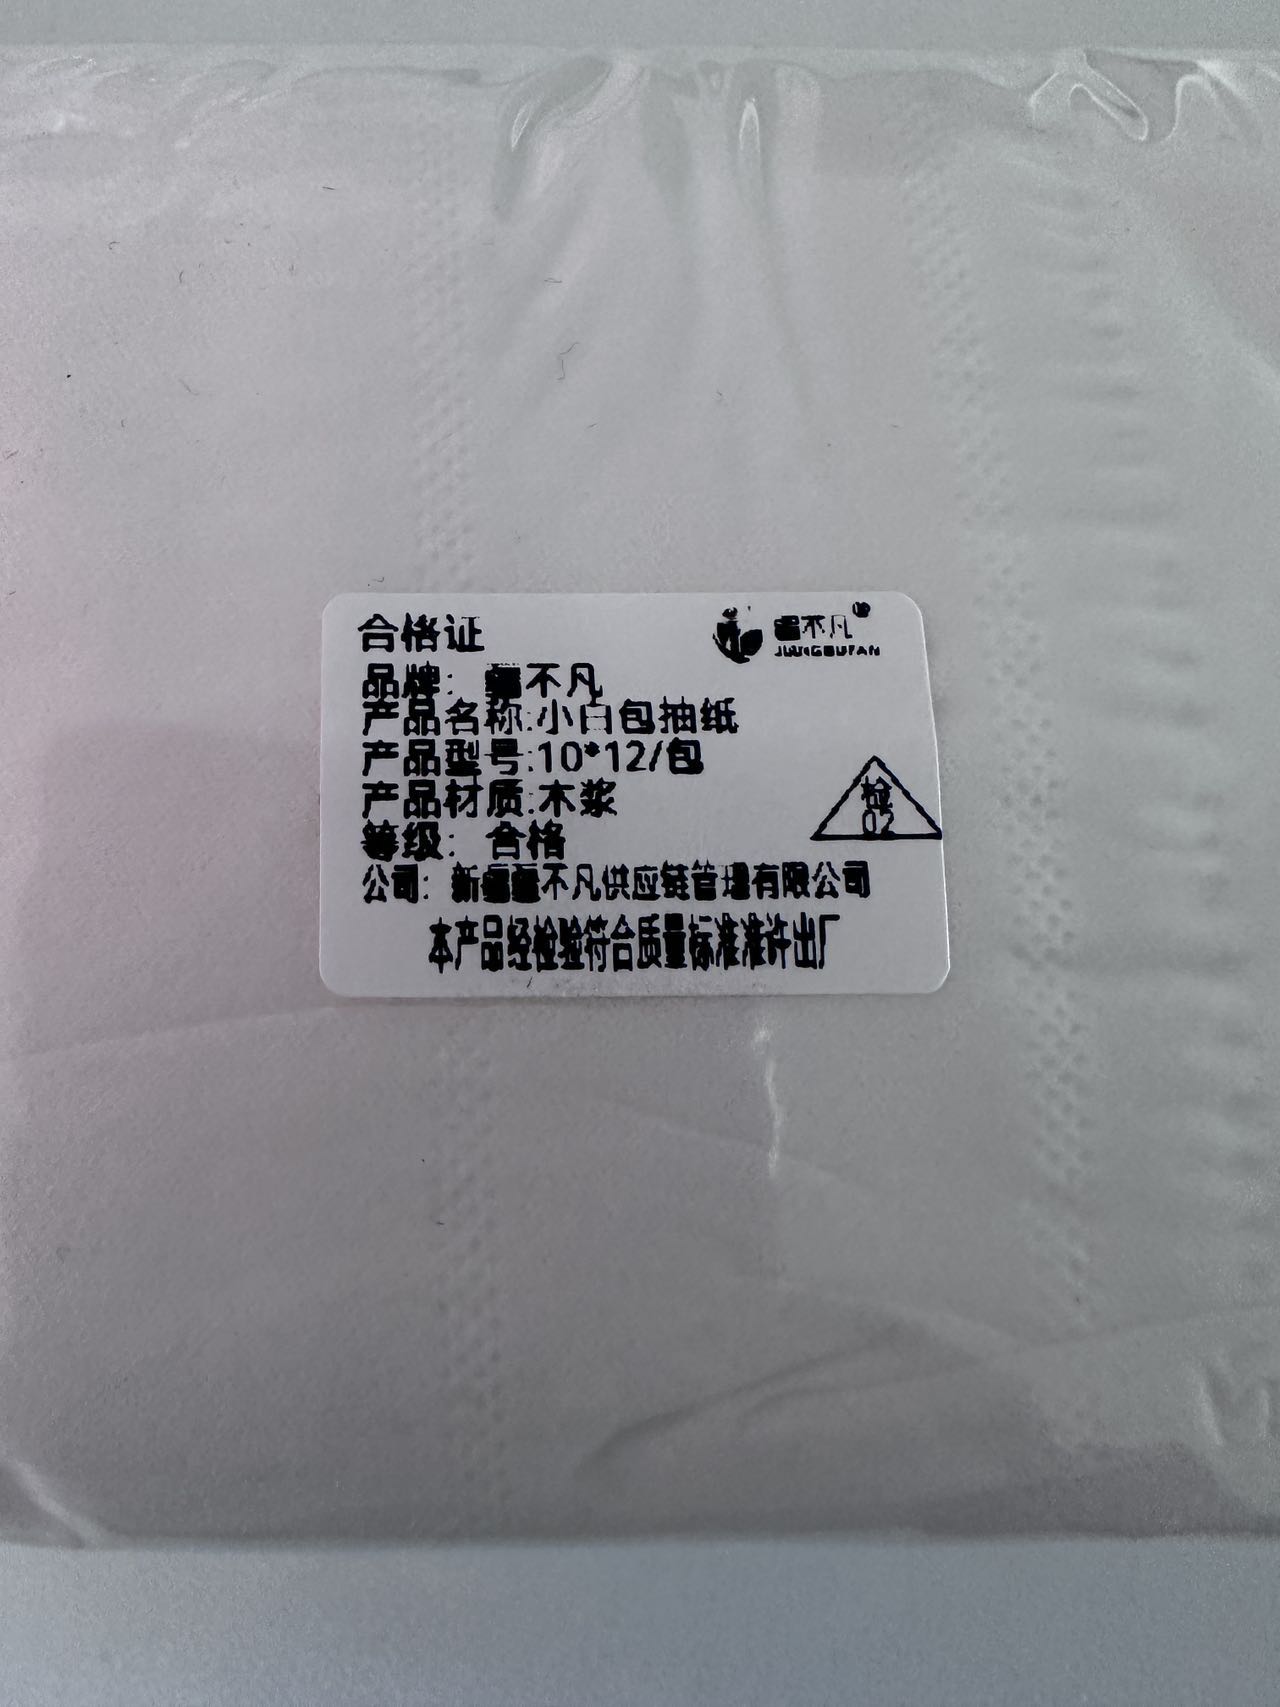 合格证
不凡®
品牌: 不凡
产品名称:小白包抽纸
产品型号:10*12/包
产品材质:木浆
检
02
等级: 合格
公司: 新疆疆不凡供应链管理有限公司
本产品经检验符合质量标准准许出厂